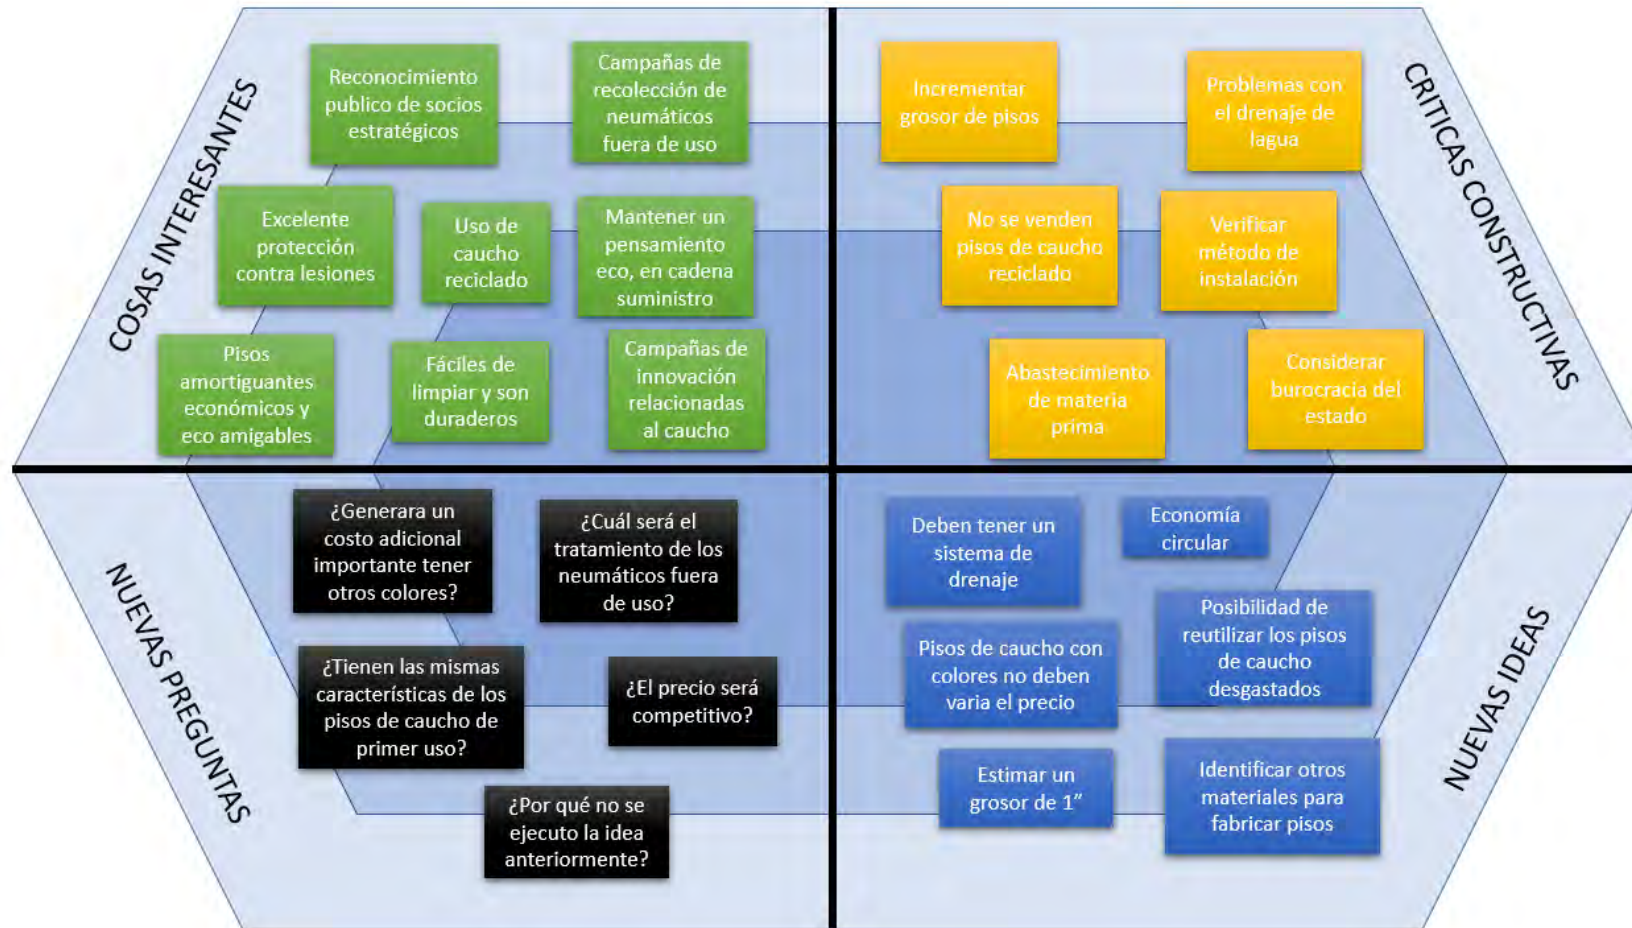 COSAS INTERESANTES
Reconocimiento
publico de socios
estratégicos
Campañas de
recolección de
neumáticos
fuera de uso
Excelente
protección
contra lesiones
Uso de
caucho
reciclado
Mantener un
pensamiento
eco, en cadena
suministro
Pisos
amortiguantes
económicos y
eco amigables
Fáciles de
limpiar y son
duraderos
Campañas de
innovación
relacionadas
al caucho
CRITICAS CONSTRUCTIVAS
Incrementar
grosor de pisos
Problemas con
el drenaje de
lagua
No se venden
pisos de caucho
reciclado
Verificar
método de
instalación
Abastecimiento
de materia
prima
Considerar
burocracia del
estado
NUEVAS PREGUNTAS
¿Generara un
costo adicional
importante tener
otros colores?
¿Cuál será el
tratamiento de los
neumáticos fuera
de uso?
¿Tienen las mismas
características de los
pisos de caucho de
primer uso?
¿El precio será
competitivo?
¿Por qué no se
ejecuto la idea
anteriormente?
NUEVAS IDEAS
Deben tener un
sistema de
drenaje
Economía
circular
Pisos de caucho con
colores no deben
varia el precio
Posibilidad de
reutilizar los pisos
de caucho
desgastados
Estimar un
grosor de 1”
Identificar otros
materiales para
fabricar pisos